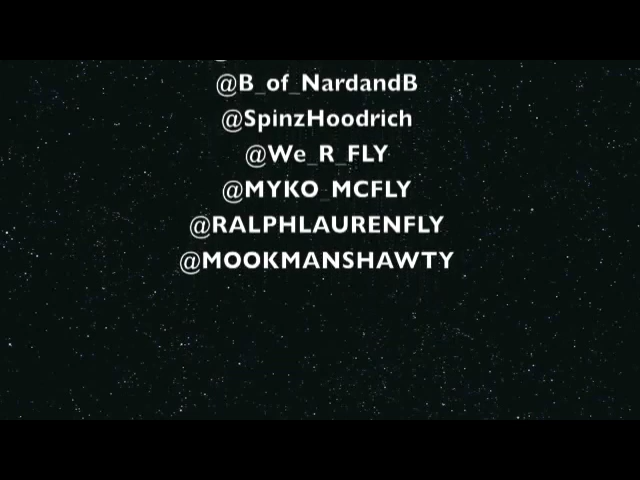 @B_of_NardandB
@SpinzHoodrich
@We_R_FLY
@MYKO_MCFLY
@RALPHLAURENFLY
@MOOKMANSHAWTY